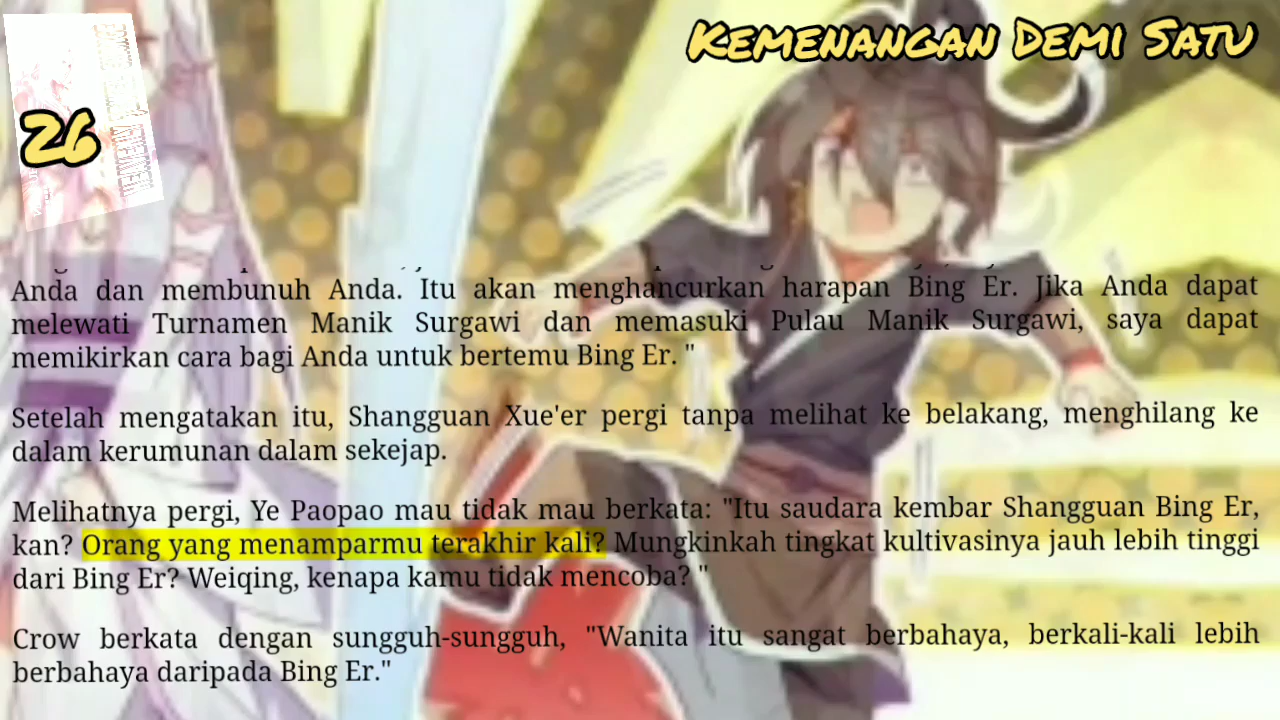 Kemenangan Demi Satu
26
Anda dan membunuh Anda. Itu akan menghancurkan harapan Bing Er. Jika Anda dapat
melewati Turnamen Manik Surgawi dan memasuki Pulau Manik Surgawi, saya dapat
memikirkan cara bagi Anda untuk bertemu Bing Er. "
Setelah mengatakan itu, Shangguan Xue'er pergi tanpa melihat ke belakang, menghilang ke
dalam kerumunan dalam sekejap.
Melihatnya pergi, Ye Paopao mau tidak mau berkata: "Itu saudara kembar Shangguan Bing Er,
kan? Orang yang menamparmu terakhir kali? Mungkinkah tingkat kultivasinya jauh lebih tinggi
dari Bing Er? Weiqing, kenapa kamu tidak mencoba? "
Crow berkata dengan sungguh-sungguh, "Wanita itu sangat berbahaya, berkali-kali lebih
berbahaya daripada Bing Er."